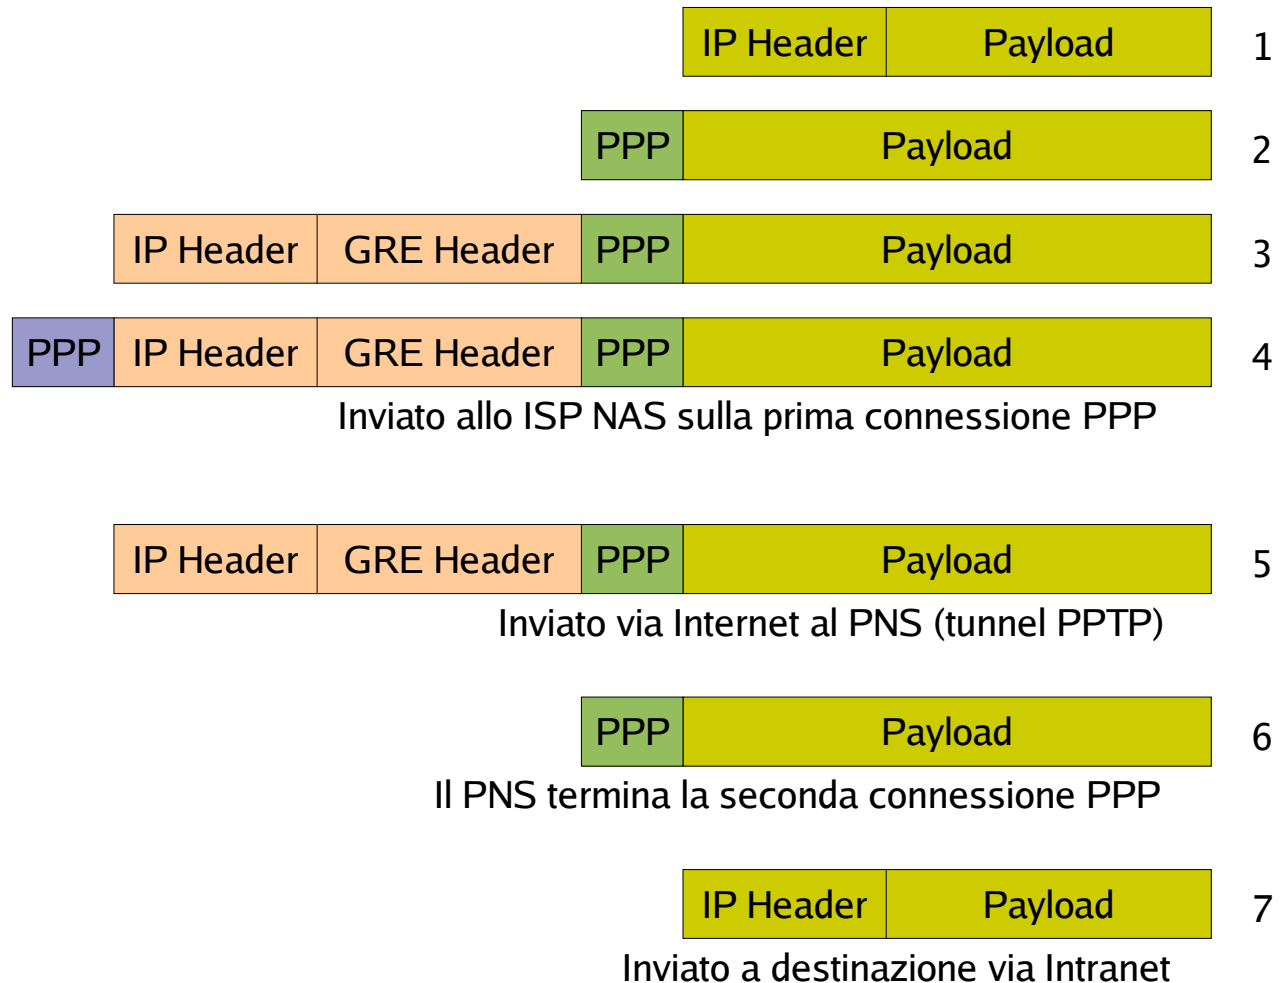 IP Header Payload 1
PPP Payload 2
IP Header GRE Header PPP Payload 3
PPP IP Header GRE Header PPP Payload 4
Inviato allo ISP NAS sulla prima connessione PPP
IP Header GRE Header PPP Payload 5
Inviato via Internet al PNS (tunnel PPTP)
PPP Payload 6
Il PNS termina la seconda connessione PPP
IP Header Payload 7
Inviato a destinazione via Intranet